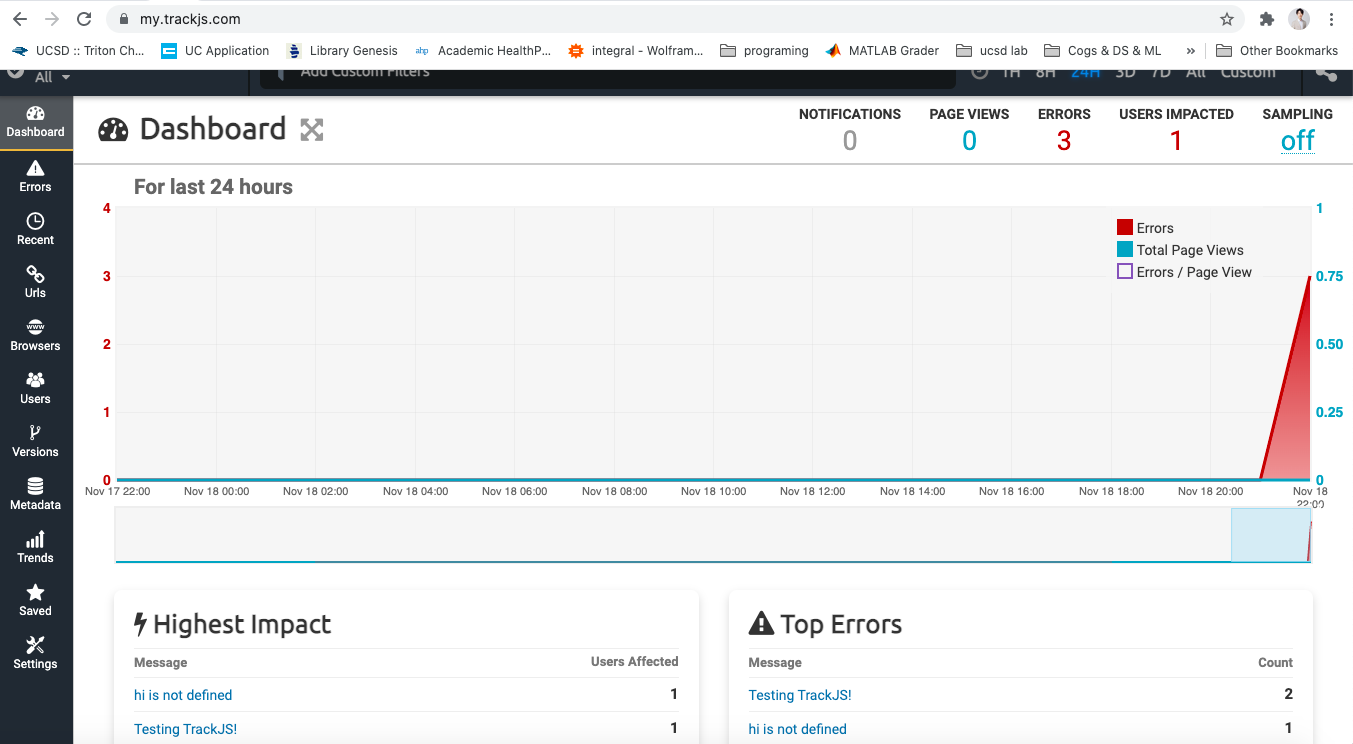 my.trackjs.com
UCSD :: Triton Ch... UC Application Library Genesis ahp Academic HealthP... integral - Wolfram... programing MATLAB Grader ucsd lab Cogs & DS & ML » Other Bookmarks
All Add Custom Filters 1H 8H 24H 3D 7D All Custom
Dashboard
Errors
Recent
Urls
www
Browsers
Users
Versions
Metadata
Trends
Saved
Settings
Dashboard
NOTIFICATIONS PAGE VIEWS ERRORS USERS IMPACTED SAMPLING
0 0 3 1 off
For last 24 hours
4 1
Errors
Total Page Views
Errors / Page View
3 0.75
2 0.50
1 0.25
0 0
Nov 17 22:00 Nov 18 00:00 Nov 18 02:00 Nov 18 04:00 Nov 18 06:00 Nov 18 08:00 Nov 18 10:00 Nov 18 12:00 Nov 18 14:00 Nov 18 16:00 Nov 18 18:00 Nov 18 20:00 Nov 18
22:00
Highest Impact
Message Users Affected
hi is not defined 1
Testing TrackJS! 1
Top Errors
Message Count
Testing TrackJS! 2
hi is not defined 1